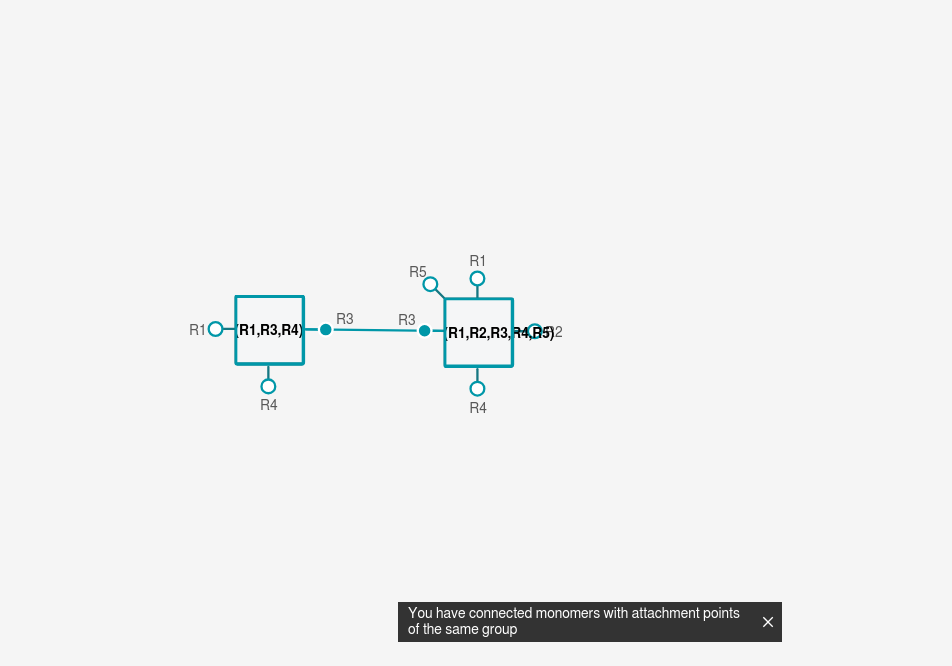 R1
R5
R3
R3
R1
(R1,R3,R4)
(R1,R2,R3,R4,R5)
R2
R4
R4
You have connected monomers with attachment points
of the same group